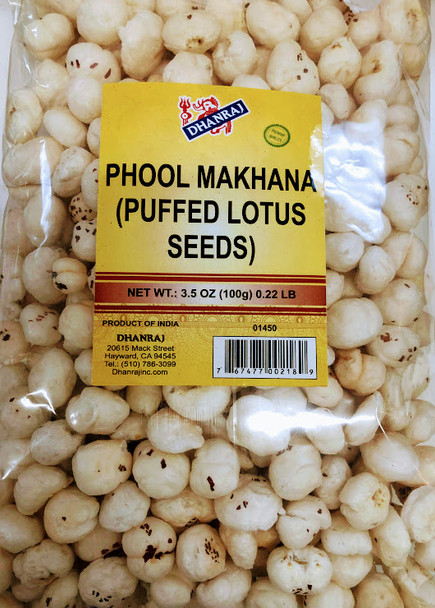 DHANRAJ
PHOOL MAKHANA
(PUFFED LOTUS
SEEDS)
NET WT.: 3.5 OZ (100g) 0.22 LB
PRODUCT OF INDIA
01450
DHANRAJ
20615 Mack Street
Hayward, CA 94545
Tel.: (510) 786-3099
Dhanrajinc.com
7 67477 00218 9